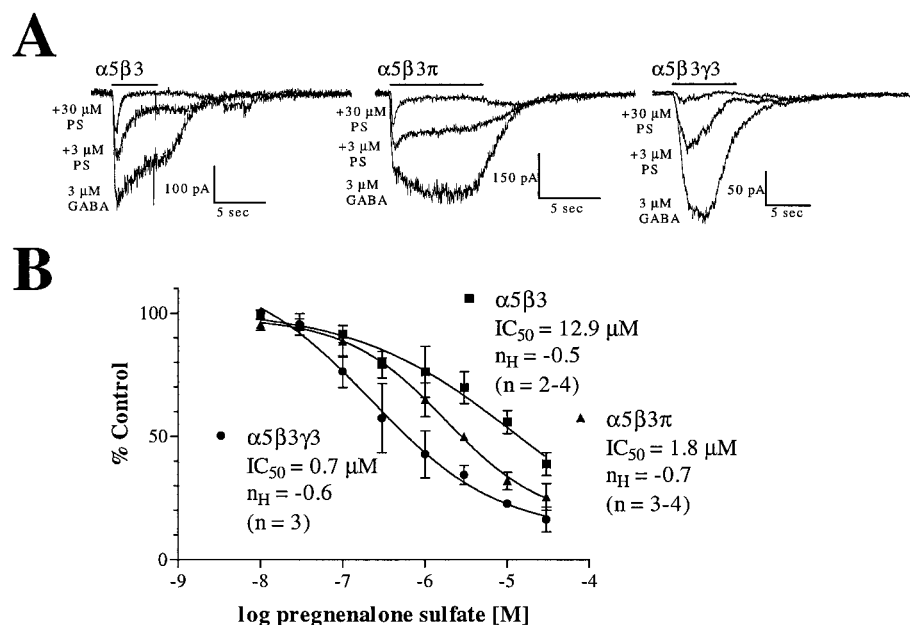 A
α5β3
+30 μM
PS
+3 μM
PS
3 μM
GABA
100 pA
5 sec
α5β3π
+30 μM
PS
+3 μM
PS
3 μM
GABA
150 pA
5 sec
α5β3γ3
+30 μM
PS
+3 μM
PS
3 μM
GABA
50 pA
5 sec
B
% Control
100
50
0
-9
-8
-7
-6
-5
-4
log pregnenalone sulfate [M]
α5β3
IC50 = 12.9 μM
nH = -0.5
(n = 2-4)
α5β3π
IC50 = 1.8 μM
nH = -0.7
(n = 3-4)
α5β3γ3
IC50 = 0.7 μM
nH = -0.6
(n = 3)